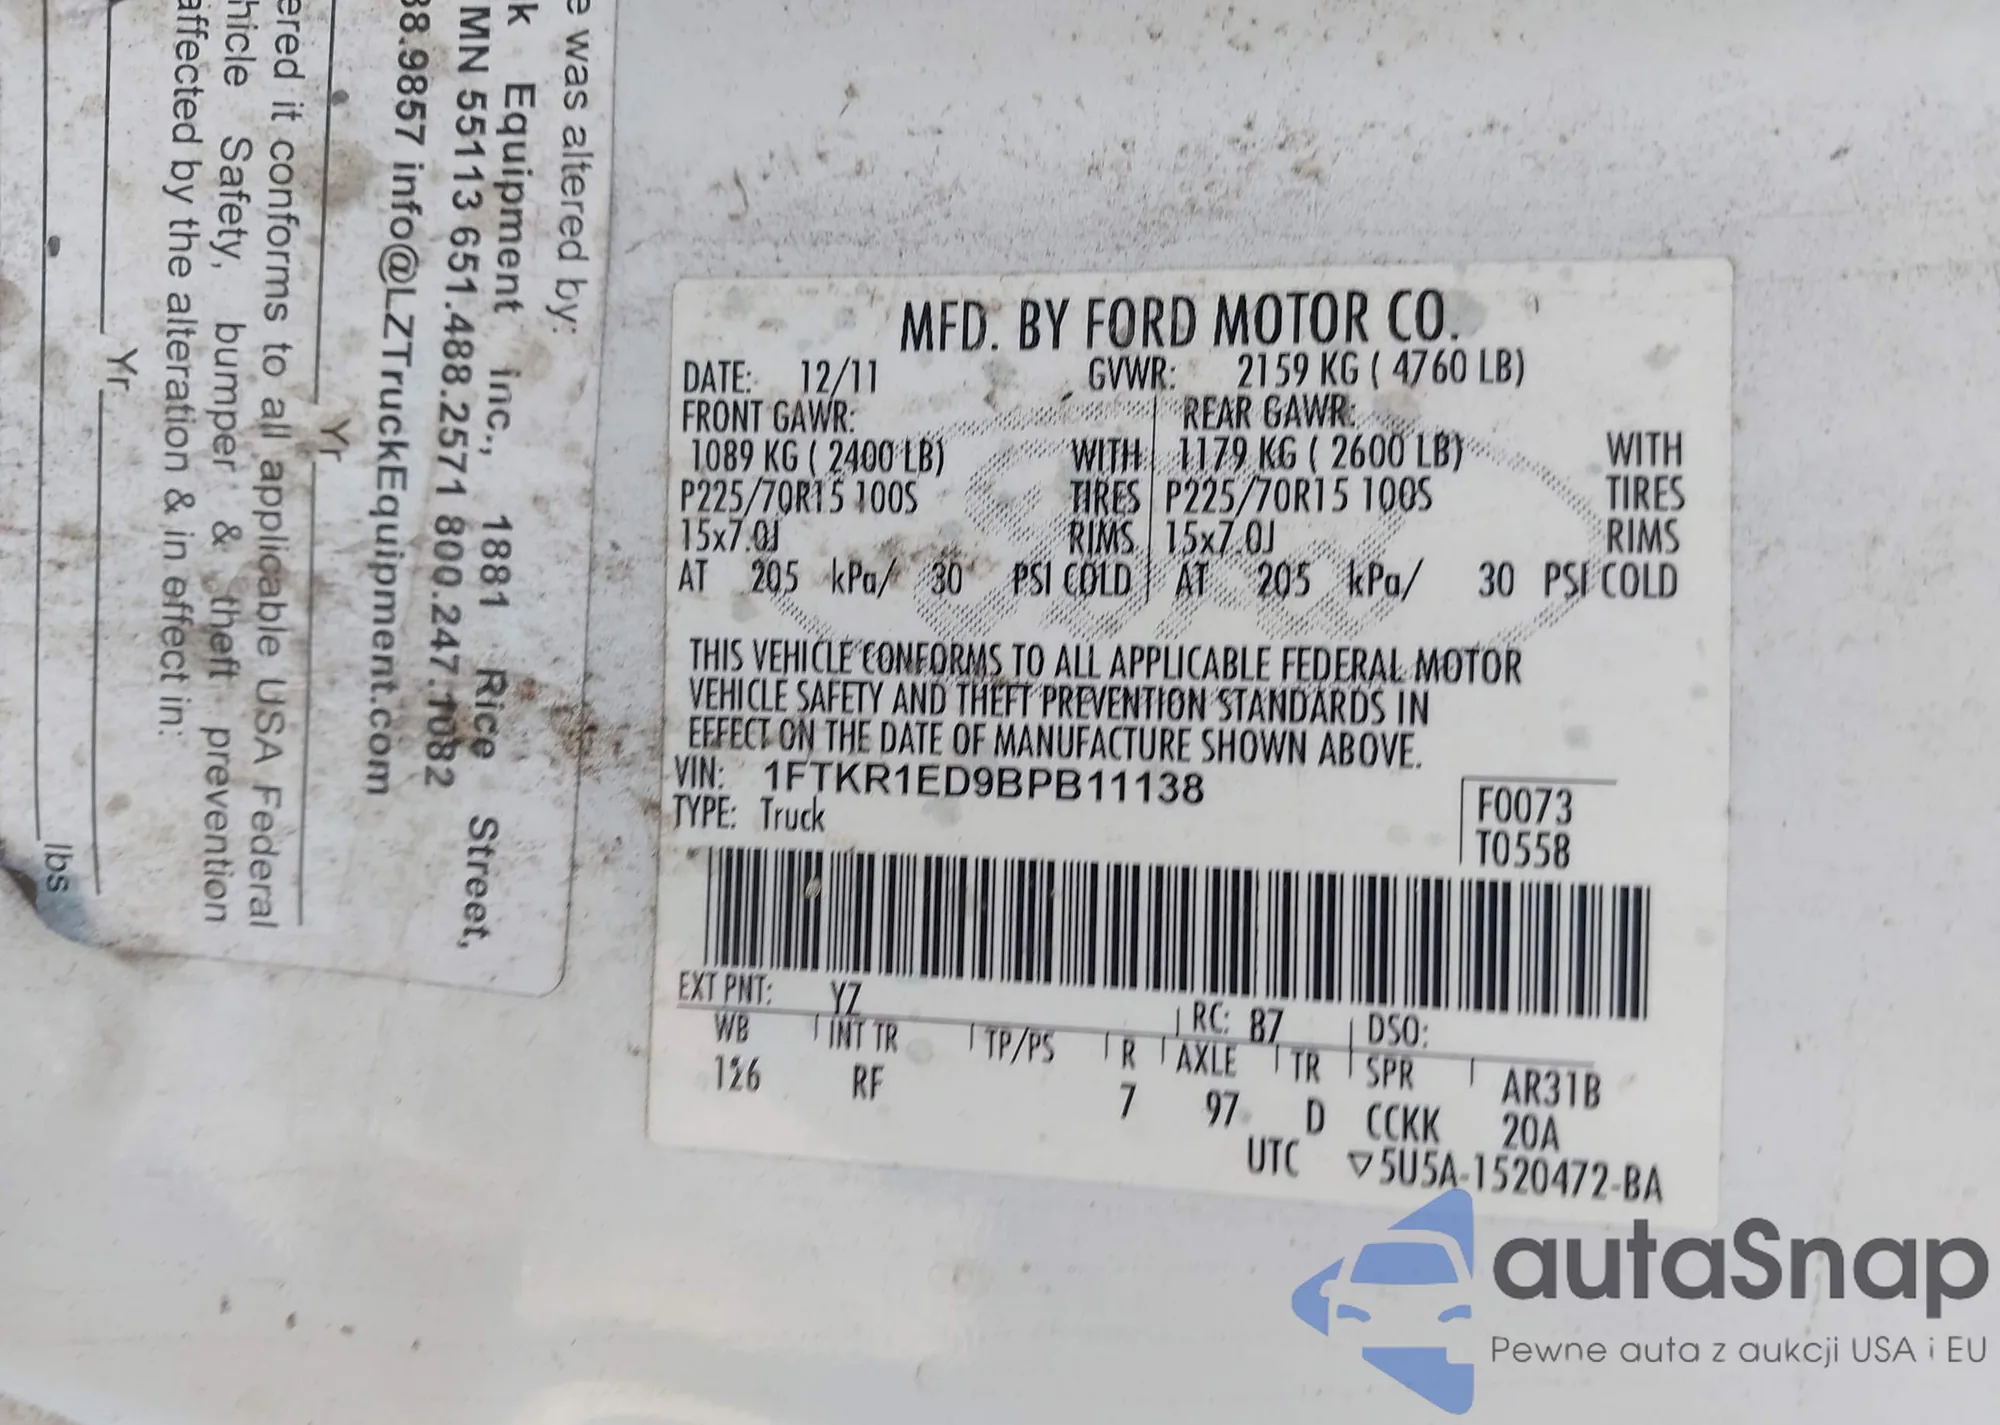 e was altered by:
k Equipment inc., 1881 Rice Street,
MN 55113 651.488.2571 800.247.1082
88.9857 info@LZTruckEquipment.com
Yr
ered it conforms to all applicable USA Federal
hicle Safety, bumper & theft prevention
affected by the alteration & in effect in:
Yr
lbs
MFD. BY FORD MOTOR CO.
DATE: 12/11 GVWR: 2159 KG ( 4760 LB)
FRONT GAWR: REAR GAWR:
1089 KG ( 2400 LB) WITH 1179 KG ( 2600 LB) WITH
P225/70R15 100S TIRES P225/70R15 100S TIRES
15x7.0J RIMS 15x7.0J RIMS
AT 205 kPa/ 30 PSI COLD AT 205 kPa/ 30 PSI COLD
THIS VEHICLE CONFORMS TO ALL APPLICABLE FEDERAL MOTOR
VEHICLE SAFETY AND THEFT PREVENTION STANDARDS IN
EFFECT ON THE DATE OF MANUFACTURE SHOWN ABOVE.
VIN: 1FTKR1ED9BPB11138
TYPE: Truck
F0073
T0558
EXT PNT: YZ RC: 87 DSO:
WB INT TR TP/PS R AXLE TR SPR AR31B
126 RF 7 97 D CCKK 20A
UTC ▽5U5A-1520472-BA
autaSnap
Pewne auta z aukcji USA i EU